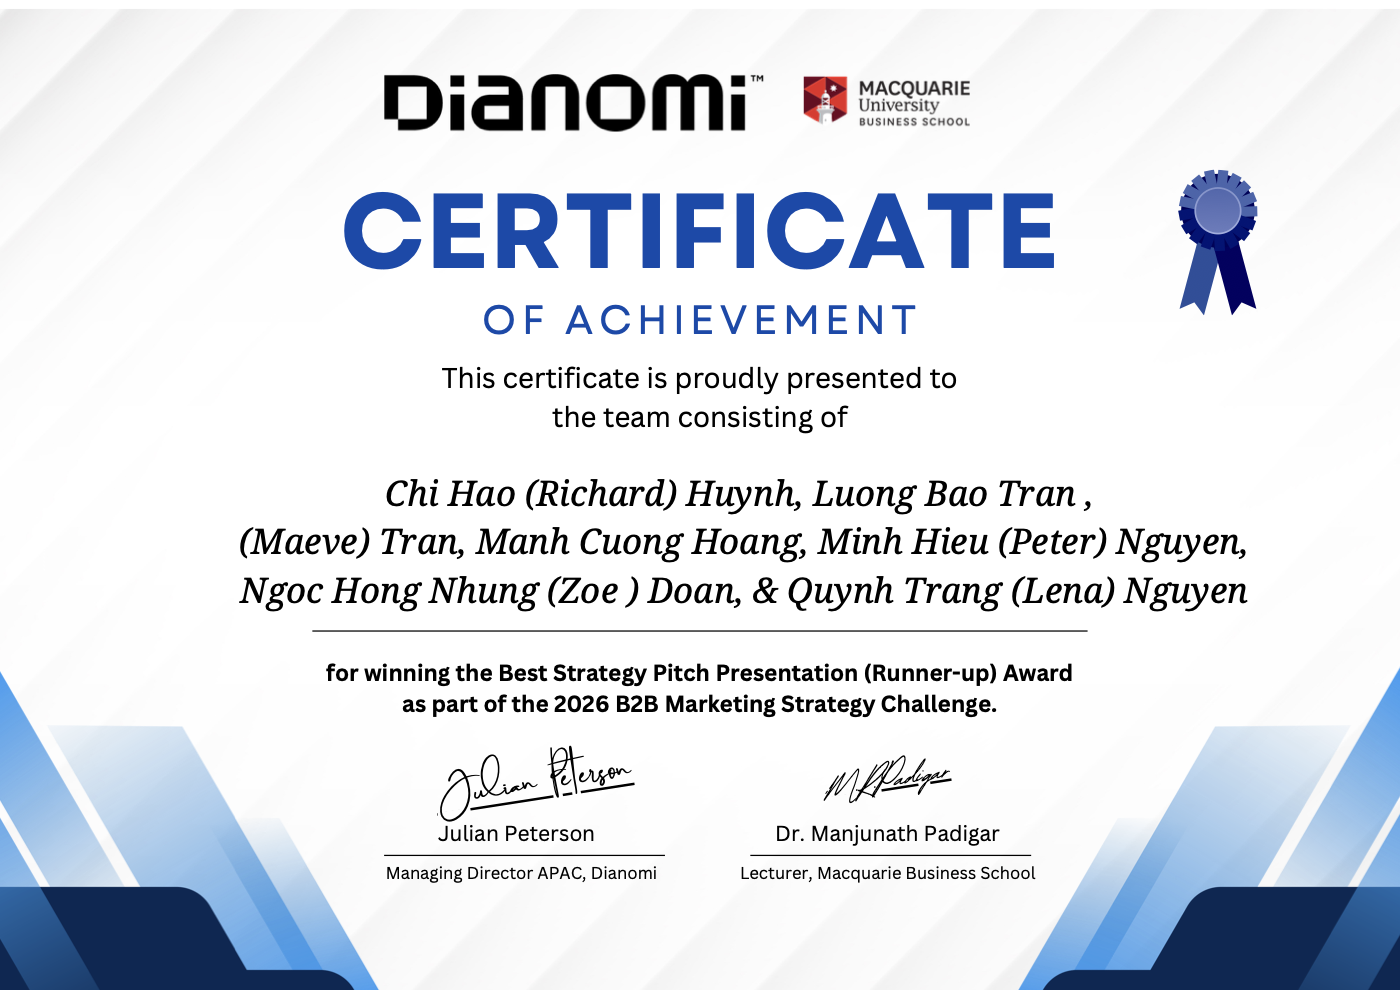 Dianomi™
MACQUARIE
University
BUSINESS SCHOOL
CERTIFICATE
OF ACHIEVEMENT
This certificate is proudly presented to
the team consisting of
Chi Hao (Richard) Huynh, Luong Bao Tran ,
(Maeve) Tran, Manh Cuong Hoang, Minh Hieu (Peter) Nguyen,
Ngoc Hong Nhung (Zoe ) Doan, & Quynh Trang (Lena) Nguyen
for winning the Best Strategy Pitch Presentation (Runner-up) Award
as part of the 2026 B2B Marketing Strategy Challenge.
Julian Peterson
MRPadigar
Julian Peterson
Dr. Manjunath Padigar
Managing Director APAC, Dianomi
Lecturer, Macquarie Business School